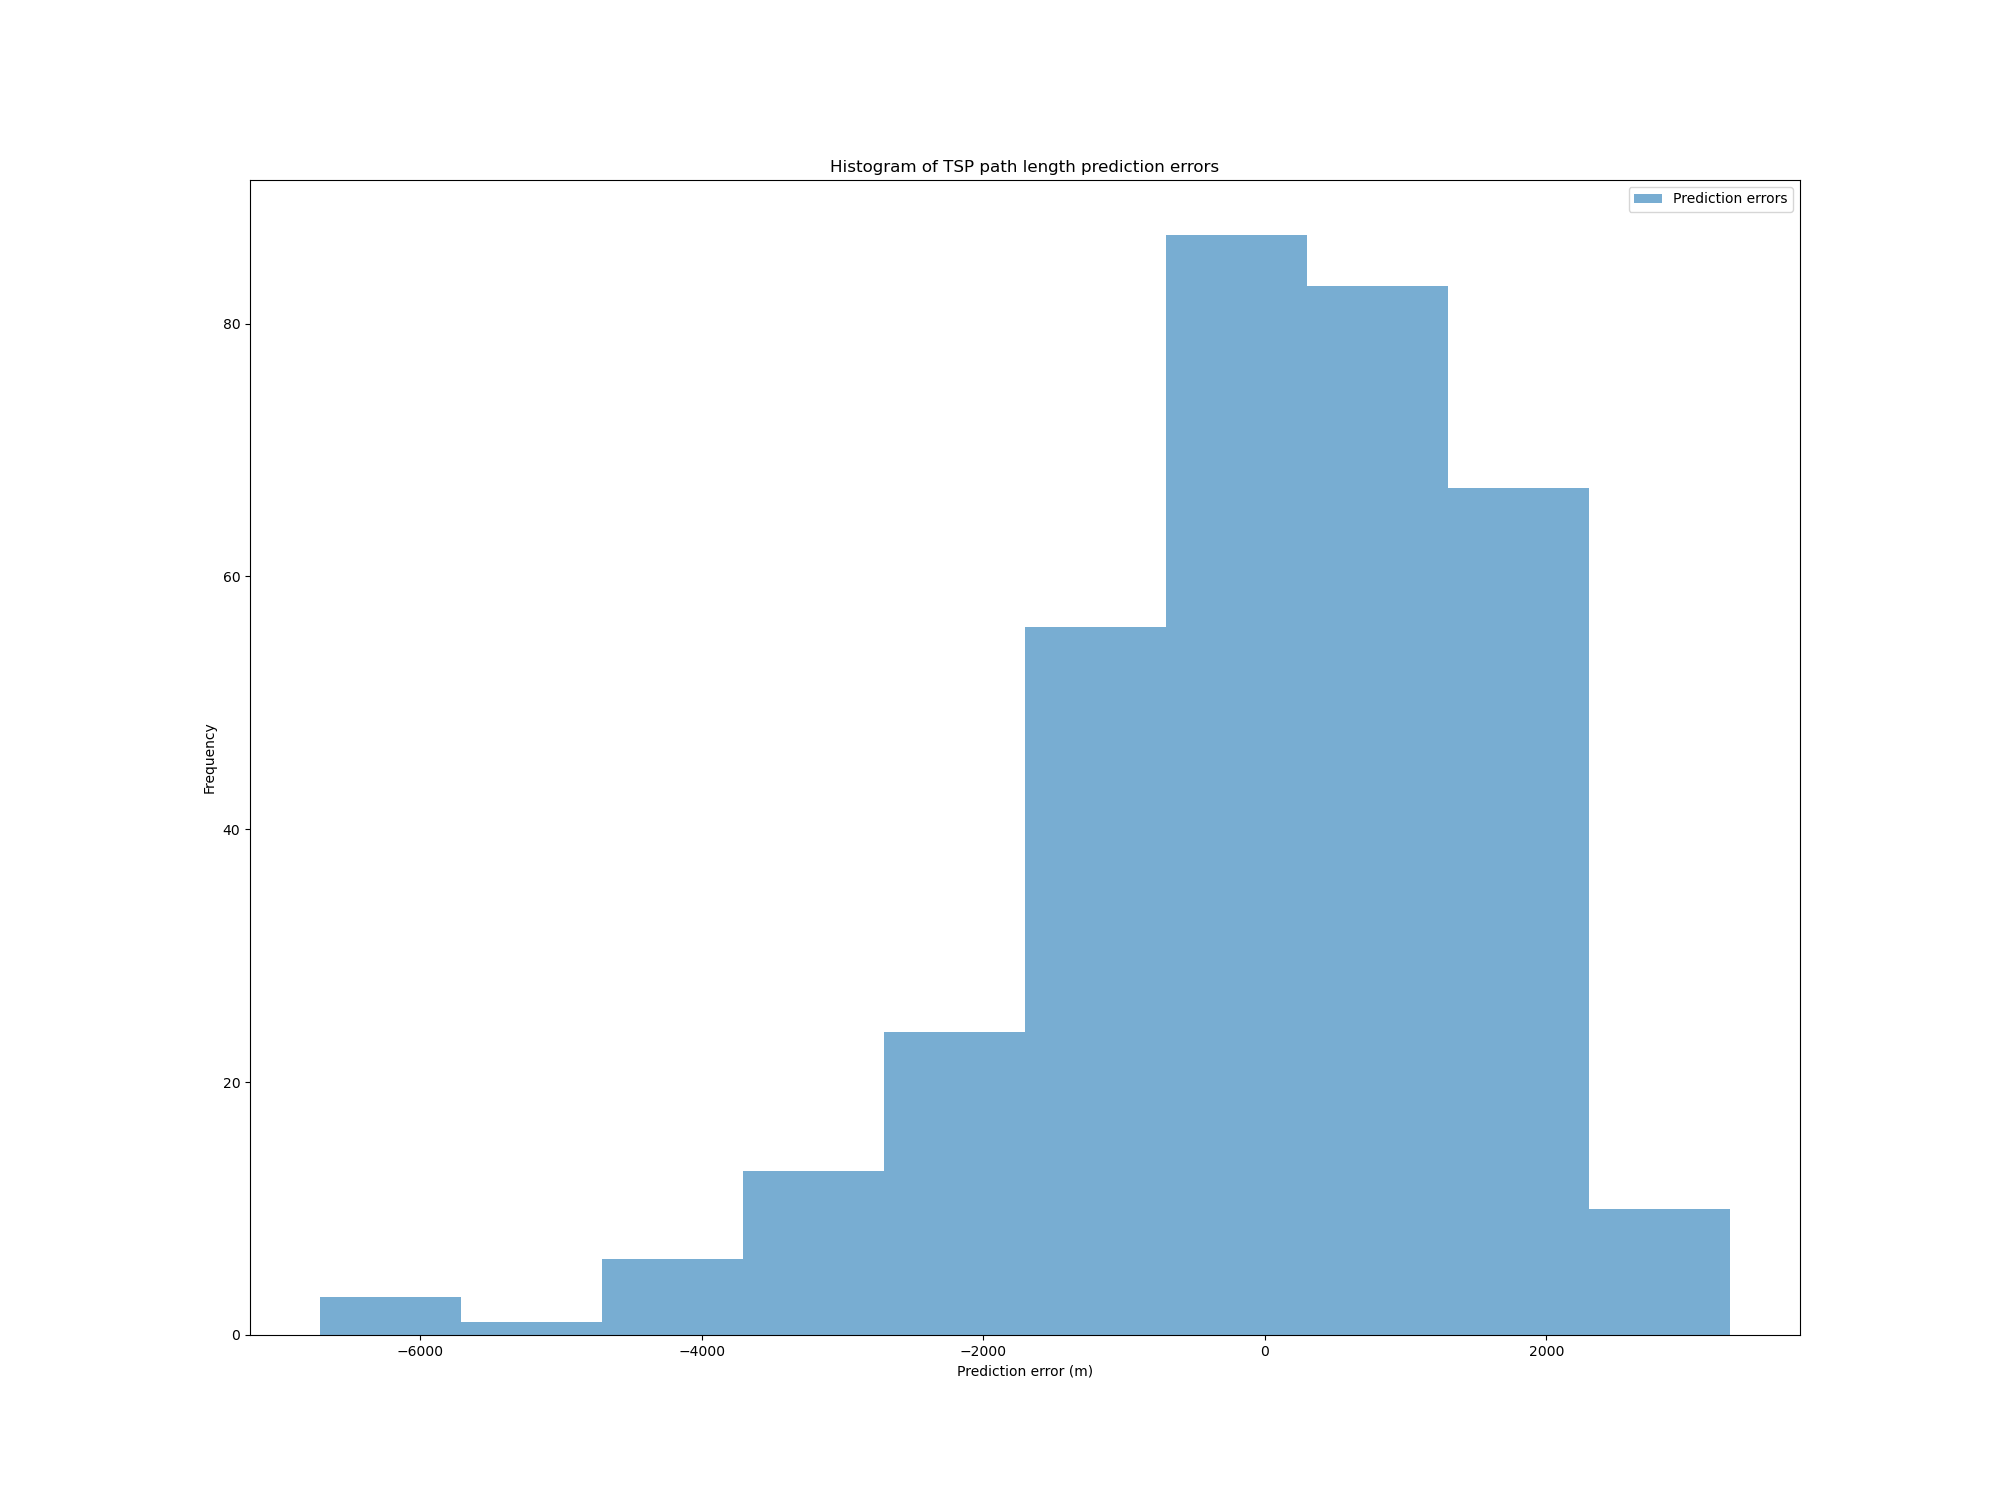 Histogram of TSP path length prediction errors
Prediction errors
80
60
40
20
0
Frequency
−6000
−4000
−2000
0
2000
Prediction error (m)